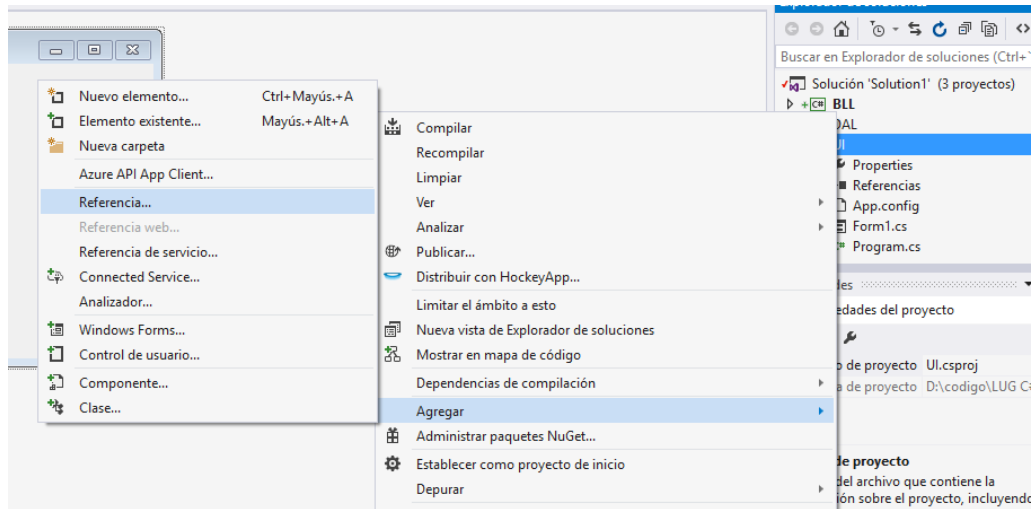 Buscar en Explorador de soluciones (Ctrl+
Solución 'Solution1' (3 proyectos)
BLL
DAL
UI
Properties
Referencias
App.config
Form1.cs
Program.cs
Nuevo elemento... Ctrl+Mayús.+A
Elemento existente... Mayús.+Alt+A
Nueva carpeta
Azure API App Client...
Referencia...
Referencia web...
Referencia de servicio...
Connected Service...
Analizador...
Windows Forms...
Control de usuario...
Componente...
Clase...
Compilar
Recompilar
Limpiar
Ver
Analizar
Publicar...
Distribuir con HockeyApp...
Limitar el ámbito a esto
Nueva vista de Explorador de soluciones
Mostrar en mapa de código
Dependencias de compilación
Agregar
Administrar paquetes NuGet...
Establecer como proyecto de inicio
Depurar
des
edades del proyecto
o de proyecto UI.csproj
a de proyecto D:\codigo\LUG C#
de proyecto
del archivo que contiene la
ión sobre el proyecto, incluyendo